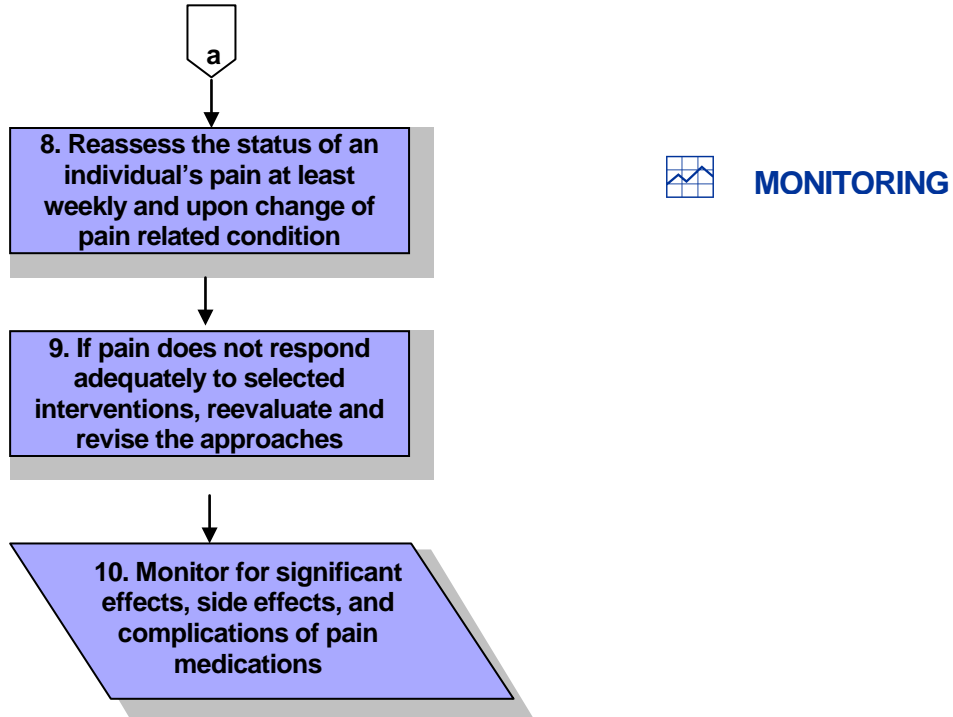 a
8. Reassess the status of an
individual’s pain at least
weekly and upon change of
pain related condition
MONITORING
9. If pain does not respond
adequately to selected
interventions, reevaluate and
revise the approaches
10. Monitor for significant
effects, side effects, and
complications of pain
medications